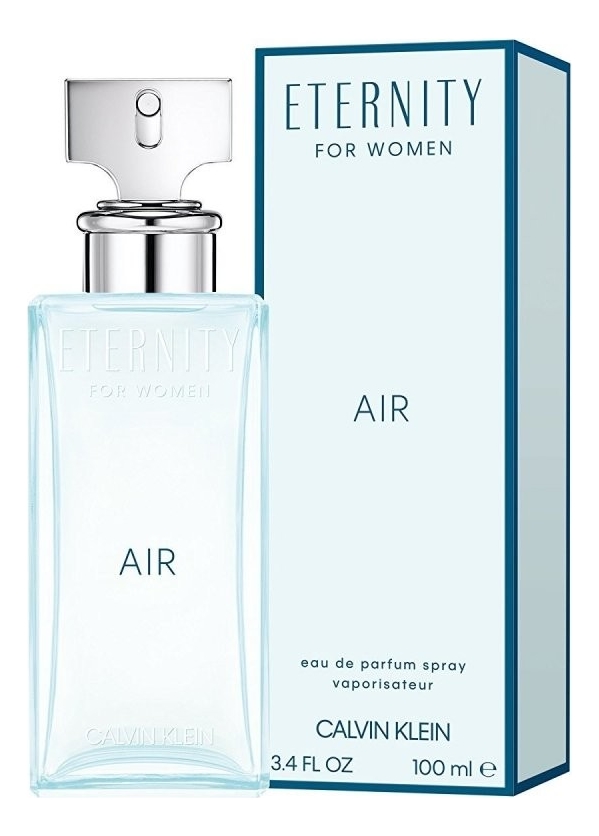 ETERNITY
FOR WOMEN
AIR
CALVIN KLEIN
ETERNITY
FOR WOMEN
AIR
eau de parfum spray
vaporisateur
CALVIN KLEIN
3.4 FL OZ 100 ml ℮